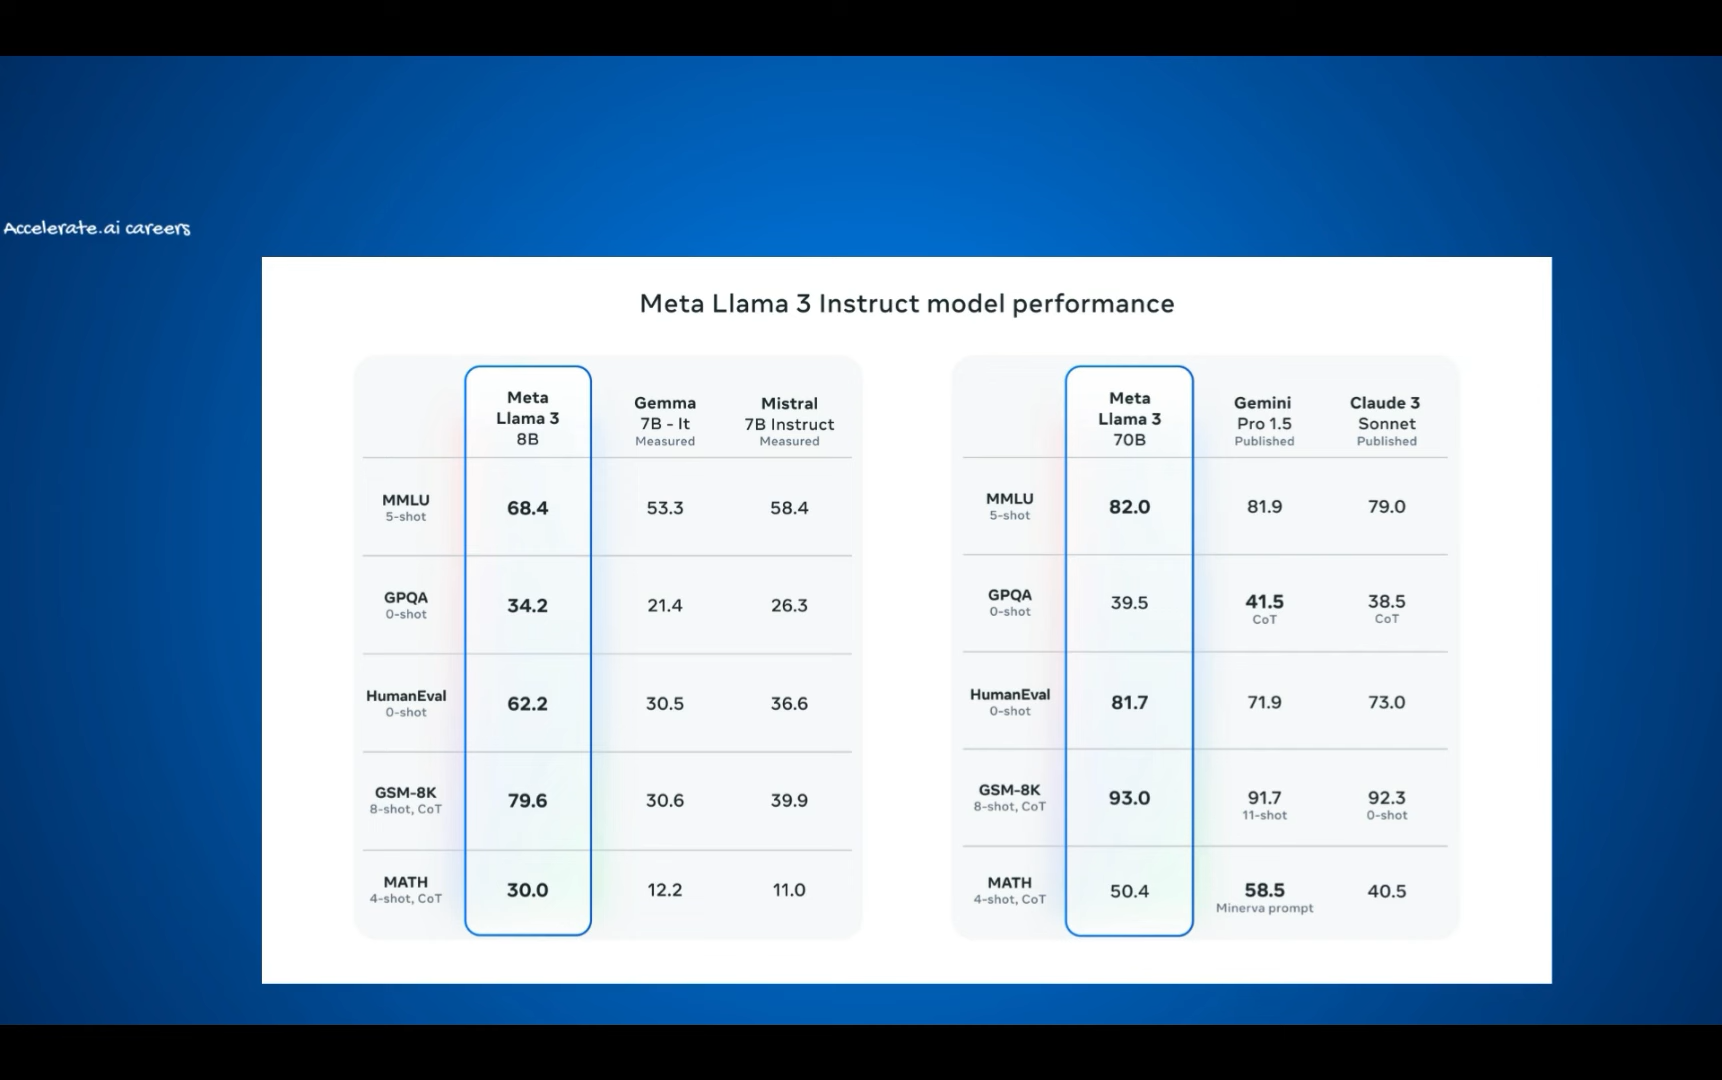 Accelerate.ai careers
Meta Llama 3 Instruct model performance
Meta
Llama 3
8B
Gemma
7B - It
Measured
Mistral
7B Instruct
Measured
MMLU
5-shot
68.4
53.3
58.4
GPQA
0-shot
34.2
21.4
26.3
HumanEval
0-shot
62.2
30.5
36.6
GSM-8K
8-shot, CoT
79.6
30.6
39.9
MATH
4-shot, CoT
30.0
12.2
11.0
Meta
Llama 3
70B
Gemini
Pro 1.5
Published
Claude 3
Sonnet
Published
MMLU
5-shot
82.0
81.9
79.0
GPQA
0-shot
39.5
41.5
CoT
38.5
CoT
HumanEval
0-shot
81.7
71.9
73.0
GSM-8K
8-shot, CoT
93.0
91.7
11-shot
92.3
0-shot
MATH
4-shot, CoT
50.4
58.5
Minerva prompt
40.5